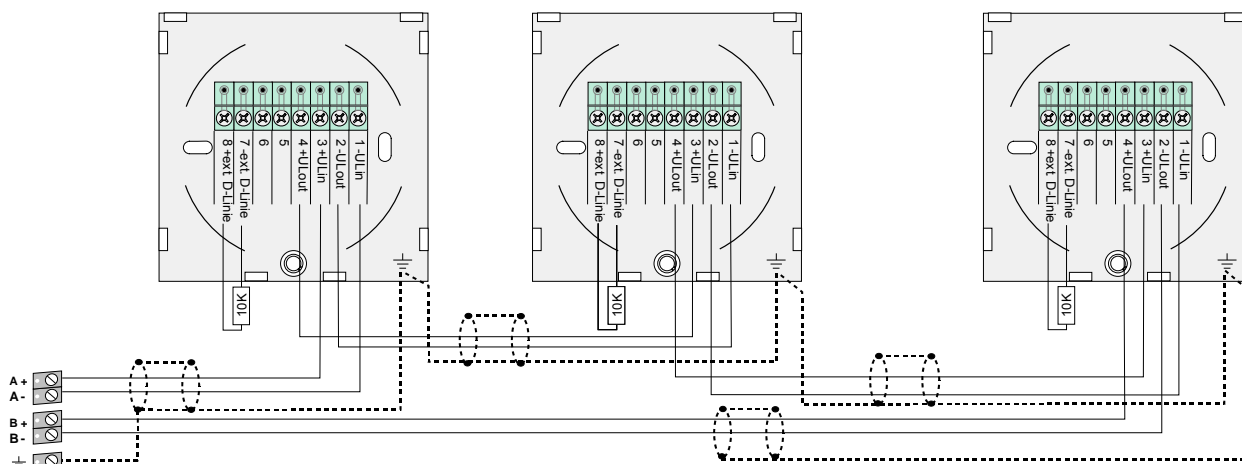 8 +ext. D-Linie
7 -ext. D-Linie
6
5
4 +ULout
3 +ULin
2 -ULout
1 -ULin
10K
8 +ext. D-Linie
7 -ext. D-Linie
6
5
4 +ULout
3 +ULin
2 -ULout
1 -ULin
10K
8 +ext. D-Linie
7 -ext. D-Linie
6
5
4 +ULout
3 +ULin
2 -ULout
1 -ULin
10K
A +
A -
B +
B -